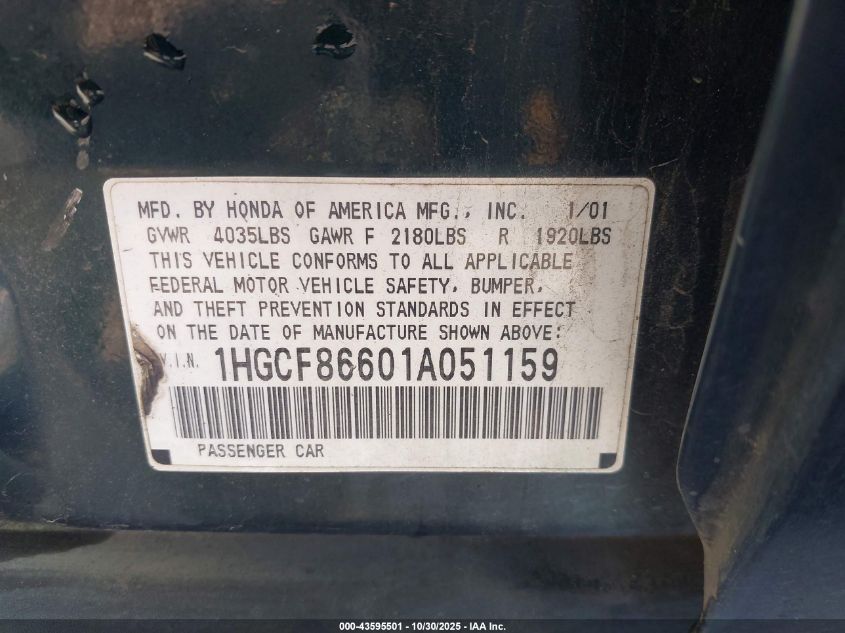 MFD. BY HONDA OF AMERICA MFG., INC. 1/01
GVWR 4035LBS GAWR F 2180LBS R 1920LBS
THIS VEHICLE CONFORMS TO ALL APPLICABLE
FEDERAL MOTOR VEHICLE SAFETY, BUMPER,
AND THEFT PREVENTION STANDARDS IN EFFECT
ON THE DATE OF MANUFACTURE SHOWN ABOVE:
V.I.N. 1HGCF86601A051159
PASSENGER CAR
000-43595501 - 10/30/2025 - IAA Inc.